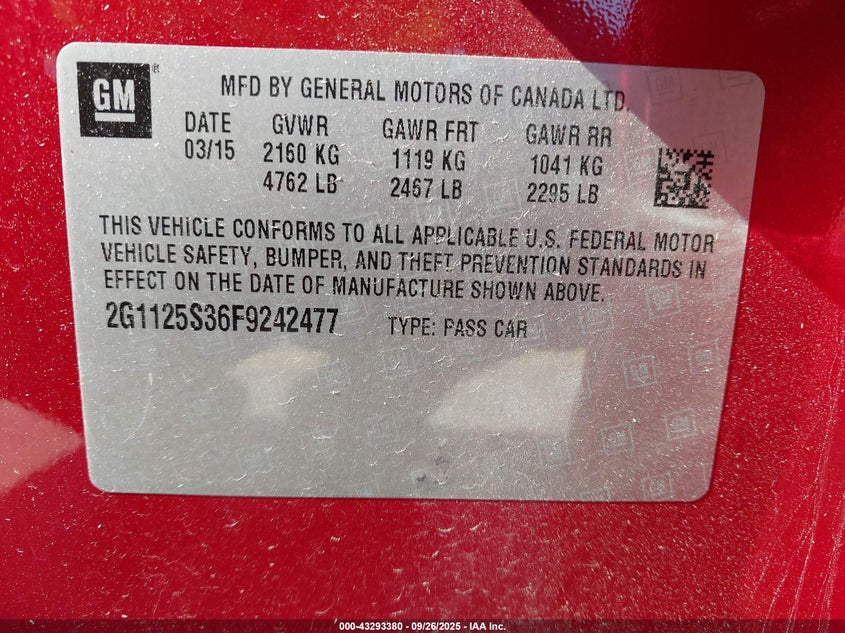 GM
MFD BY GENERAL MOTORS OF CANADA LTD.
DATE GVWR GAWR FRT GAWR RR
03/15 2160 KG 1119 KG 1041 KG
4762 LB 2467 LB 2295 LB
THIS VEHICLE CONFORMS TO ALL APPLICABLE U.S. FEDERAL MOTOR
VEHICLE SAFETY, BUMPER, AND THEFT PREVENTION STANDARDS IN
EFFECT ON THE DATE OF MANUFACTURE SHOWN ABOVE.
2G1125S36F9242477 TYPE: PASS CAR
000-43293380 - 09/26/2025 - IAA Inc.